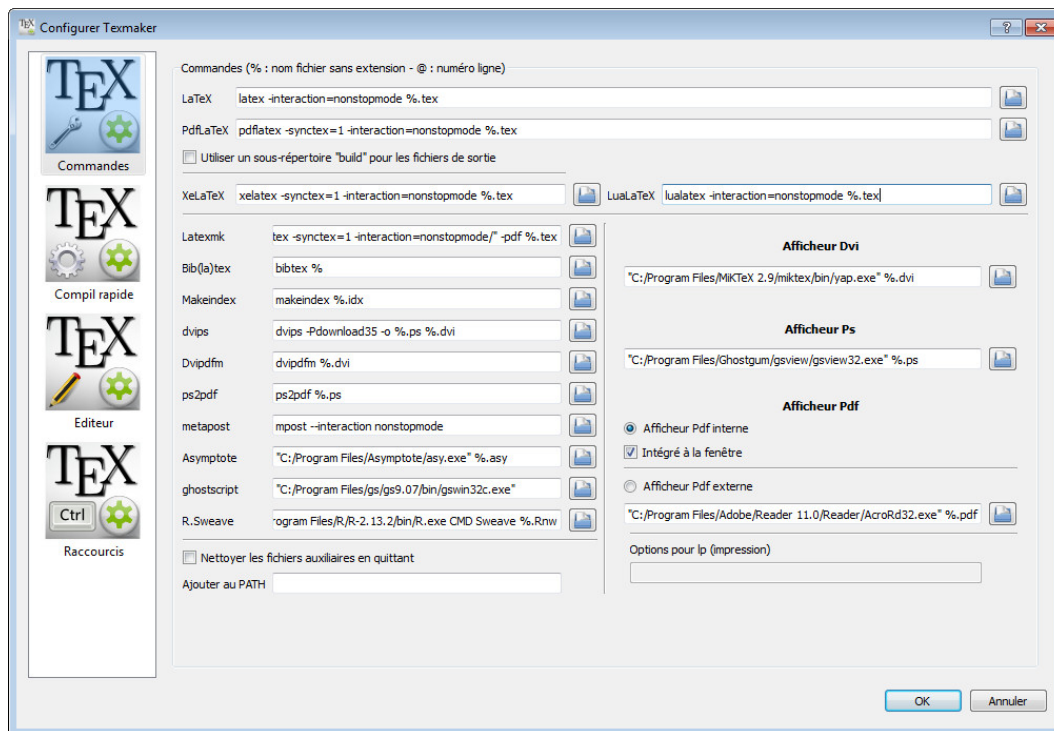 Configurer Texmaker
TEX
Commandes
TEX
Compil rapide
TEX
Editeur
TEX
Ctrl
Raccourcis
Commandes (% : nom fichier sans extension - @ : numéro ligne)
LaTeX latex -interaction=nonstopmode %.tex
PdfLaTeX pdflatex -synctex=1 -interaction=nonstopmode %.tex
Utiliser un sous-répertoire "build" pour les fichiers de sortie
XeLaTeX xelatex -synctex=1 -interaction=nonstopmode %.tex LuaLaTeX lualatex -interaction=nonstopmode %.tex
Latexmk tex -synctex=1 -interaction=nonstopmode/" -pdf %.tex
Bib(la)tex bibtex %
Makeindex makeindex %.idx
dvips dvips -Pdownload35 -o %.ps %.dvi
Dvipdfm dvipdfm %.dvi
ps2pdf ps2pdf %.ps
metapost mpost --interaction nonstopmode
Asymptote "C:/Program Files/Asymptote/asy.exe" %.asy
ghostscript "C:/Program Files/gs/gs9.07/bin/gswin32c.exe"
R.Sweave rogram Files/R/R-2.13.2/bin/R.exe CMD Sweave %.Rnw
Nettoyer les fichiers auxiliaires en quittant
Ajouter au PATH
Afficheur Dvi
"C:/Program Files/MiKTeX 2.9/miktex/bin/yap.exe" %.dvi
Afficheur Ps
"C:/Program Files/Ghostgum/gsview/gsview32.exe" %.ps
Afficheur Pdf
Afficheur Pdf interne
Intégré à la fenêtre
Afficheur Pdf externe
"C:/Program Files/Adobe/Reader 11.0/Reader/AcroRd32.exe" %.pdf
Options pour lp (impression)
OK Annuler